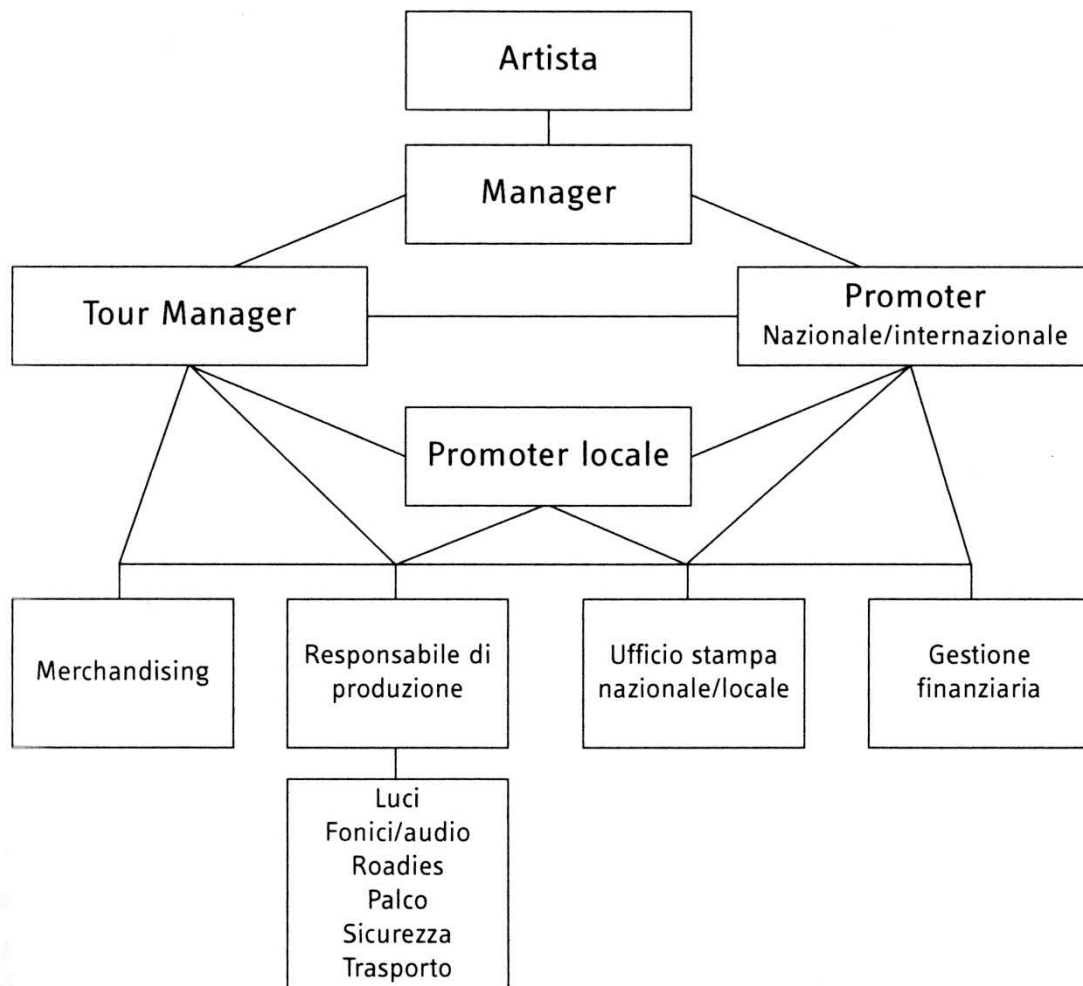 Artista
Manager
Tour Manager
Promoter
Nazionale/internazionale
Promoter locale
Merchandising
Responsabile di
produzione
Ufficio stampa
nazionale/locale
Gestione
finanziaria
Luci
Fonici/audio
Roadies
Palco
Sicurezza
Trasporto